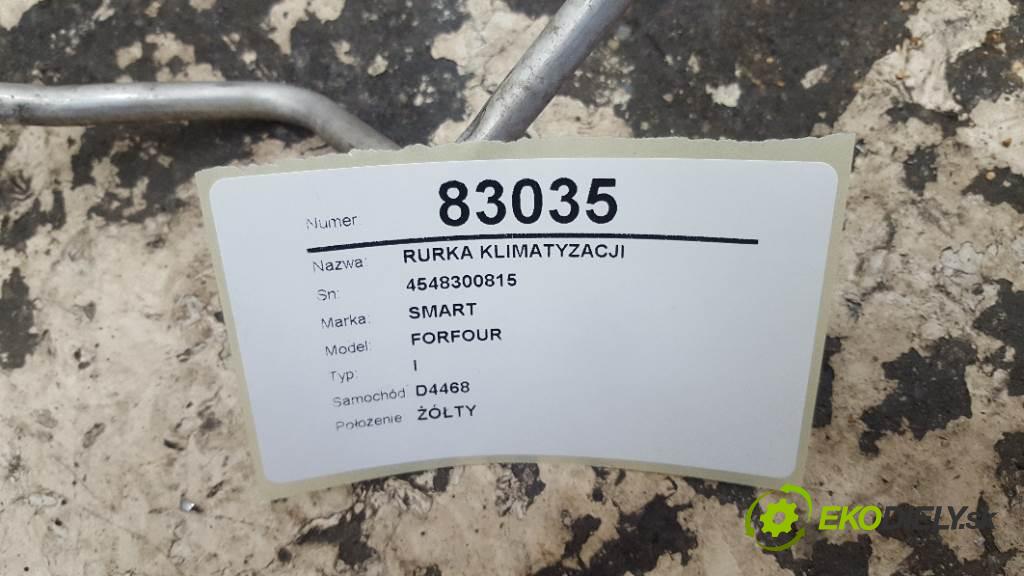 Numer 83035
Nazwa: RURKA KLIMATYZACJI
Sn: 4548300815
Marka: SMART
Model: FORFOUR
Typ: I
Samochód D4468
Położenie ŻÓŁTY
EKODIELY.sk